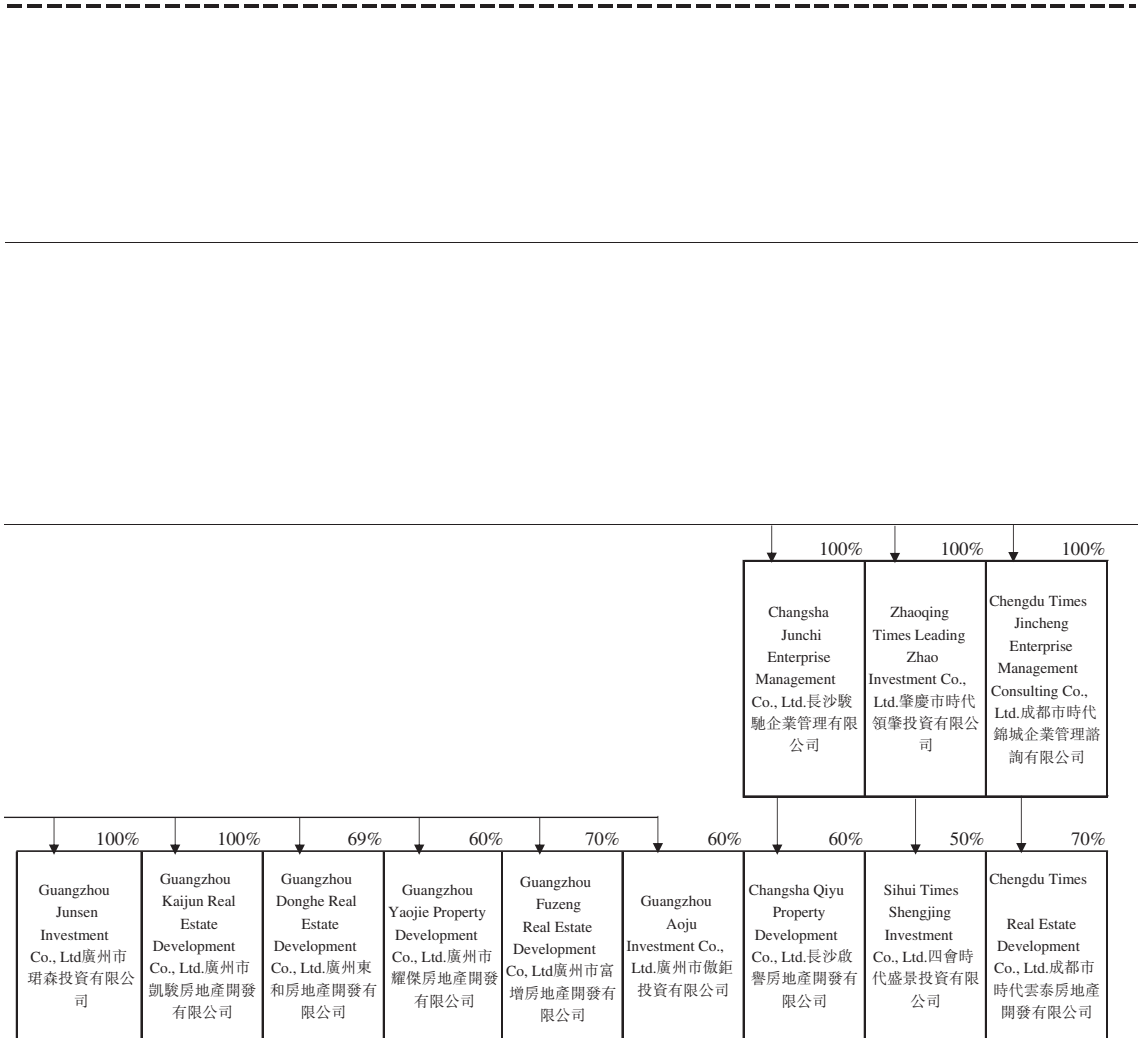 100%
100%
100%
Changsha
Junchi
Enterprise
Management
Co., Ltd.長沙駿
馳企業管理有限
公司
Zhaoqing
Times Leading
Zhao
Investment Co.,
Ltd.肇慶市時代
領肇投資有限公
司
Chengdu Times
Jincheng
Enterprise
Management
Consulting Co.,
Ltd.成都市時代
錦城企業管理諮
詢有限公司
100%
100%
69%
60%
70%
60%
60%
50%
70%
Guangzhou
Junsen
Investment
Co., Ltd廣州市
珺森投資有限公
司
Guangzhou
Kaijun Real
Estate
Development
Co., Ltd.廣州市
凱駿房地產開發
有限公司
Guangzhou
Donghe Real
Estate
Development
Co., Ltd.廣州東
和房地產開發有
限公司
Guangzhou
Yaojie Property
Development
Co., Ltd.廣州市
耀傑房地產開發
有限公司
Guangzhou
Fuzeng
Real Estate
Development
Co, Ltd廣州市富
增房地產開發有
限公司
Guangzhou
Aoju
Investment Co.,
Ltd.廣州市傲鉅
投資有限公司
Changsha Qiyu
Property
Development
Co., Ltd.長沙啟
譽房地產開發有
限公司
Sihui Times
Shengjing
Investment
Co., Ltd.四會時
代盛景投資有限
公司
Chengdu Times
Real Estate
Development
Co., Ltd.成都市
時代雲泰房地產
開發有限公司